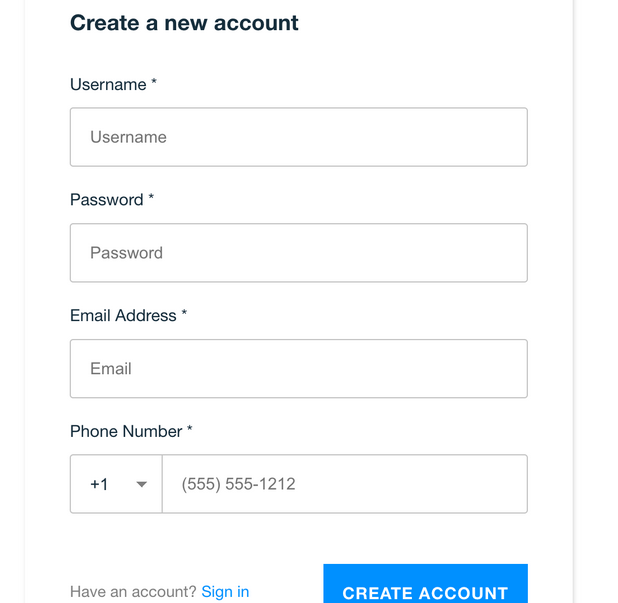 Create a new account
Username *
Username
Password *
Password
Email Address *
Email
Phone Number *
+1 (555) 555-1212
Have an account? Sign in CREATE ACCOUNT